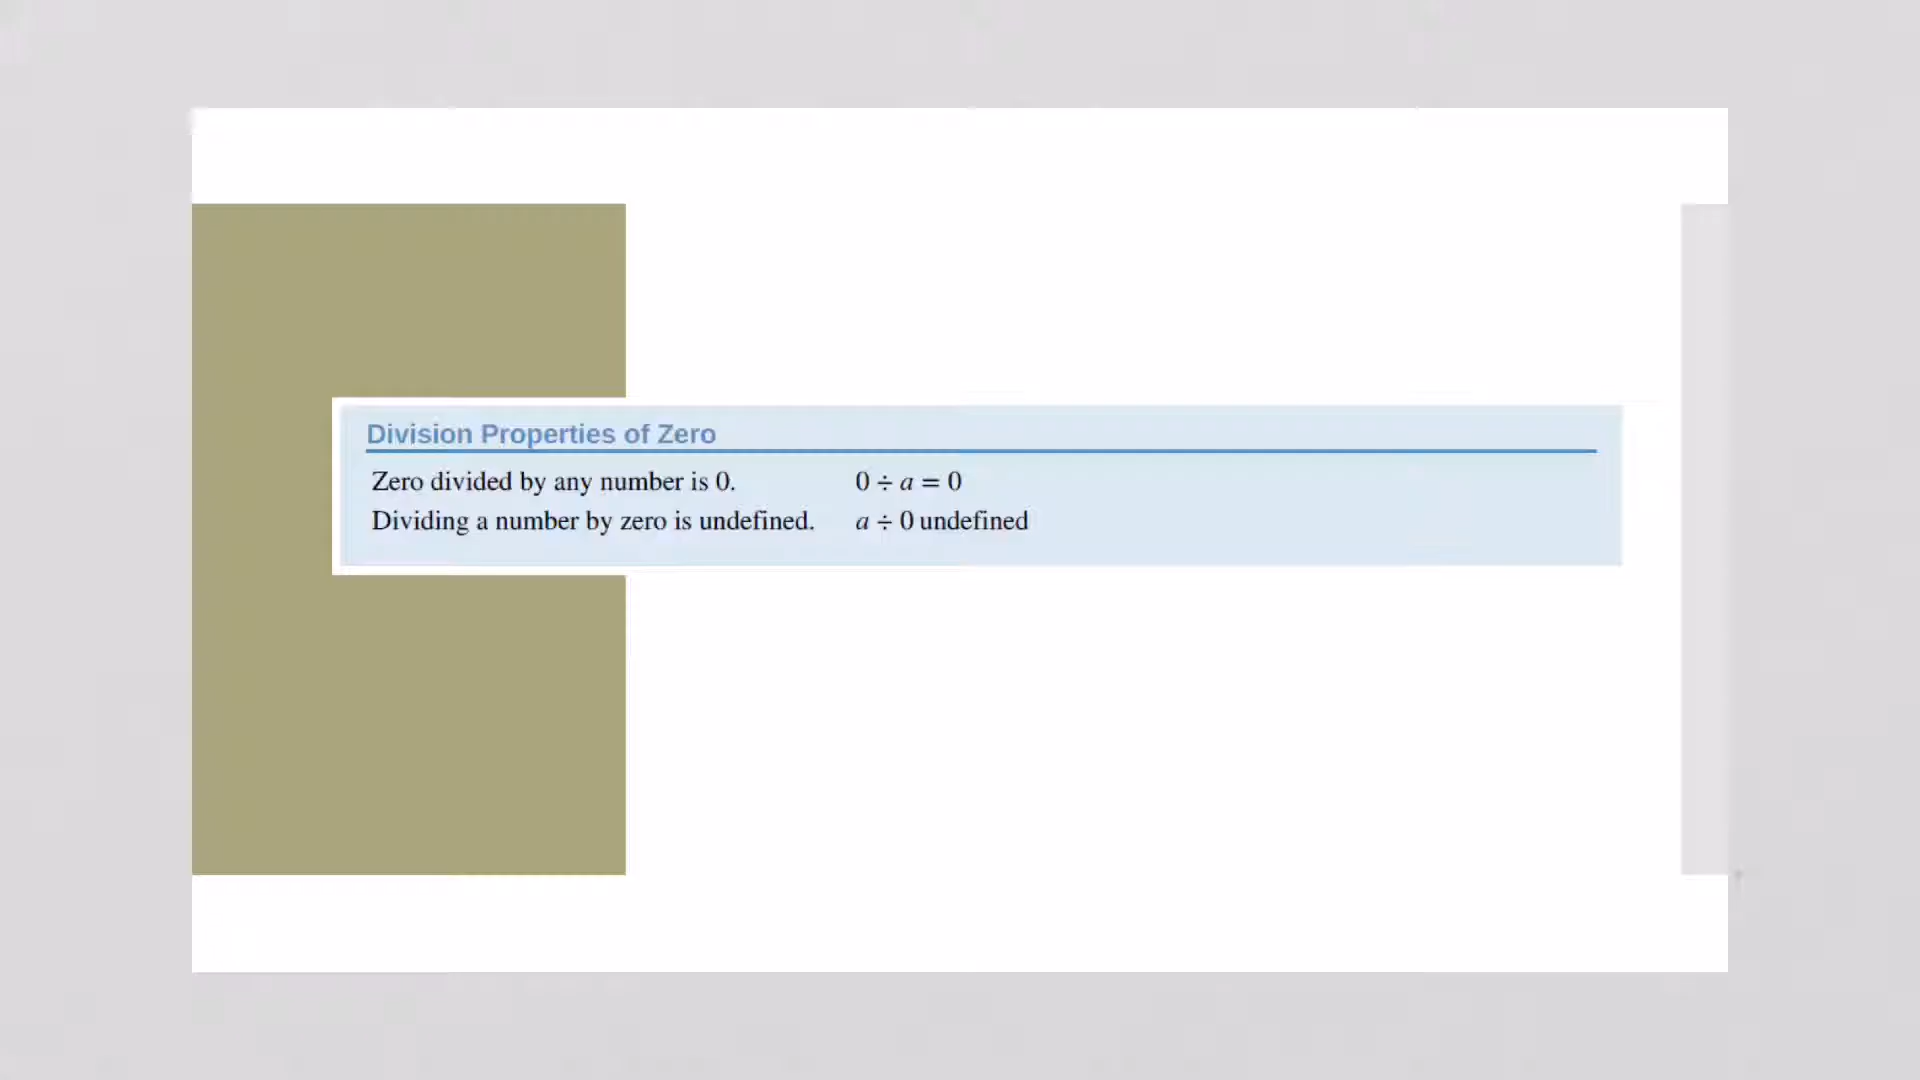 Division Properties of Zero
Zero divided by any number is 0. 0 ÷ a = 0
Dividing a number by zero is undefined. a ÷ 0 undefined